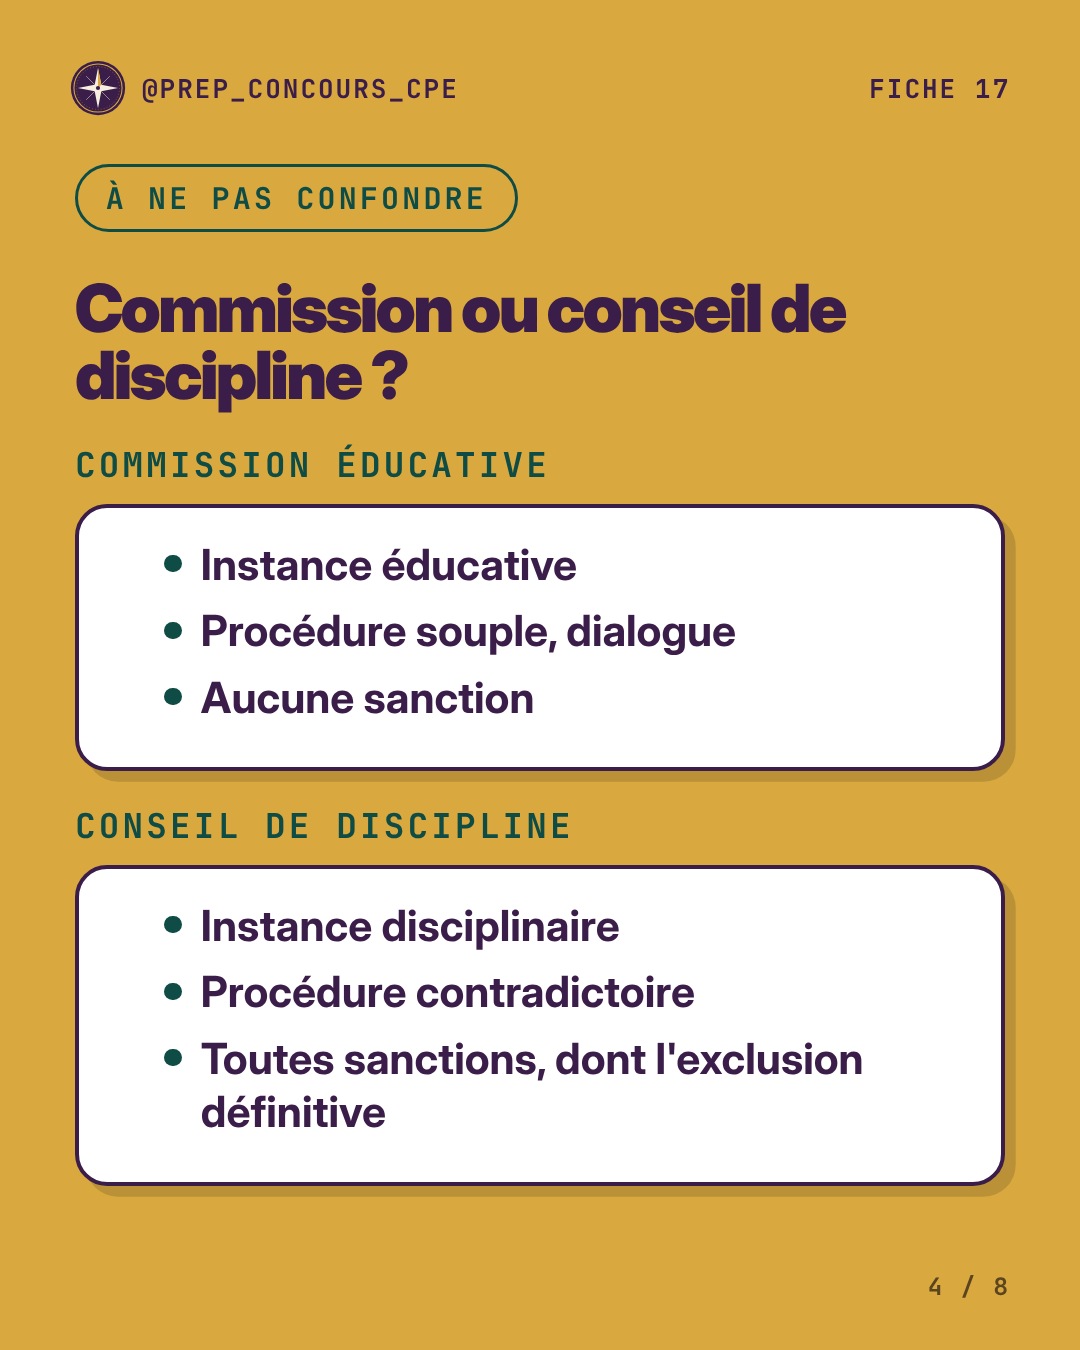 @PREP_CONCOURS_CPE
FICHE 17
À NE PAS CONFONDRE
Commission ou conseil de
discipline ?
COMMISSION ÉDUCATIVE
• Instance éducative
• Procédure souple, dialogue
• Aucune sanction
CONSEIL DE DISCIPLINE
• Instance disciplinaire
• Procédure contradictoire
• Toutes sanctions, dont l'exclusion
définitive
4 / 8